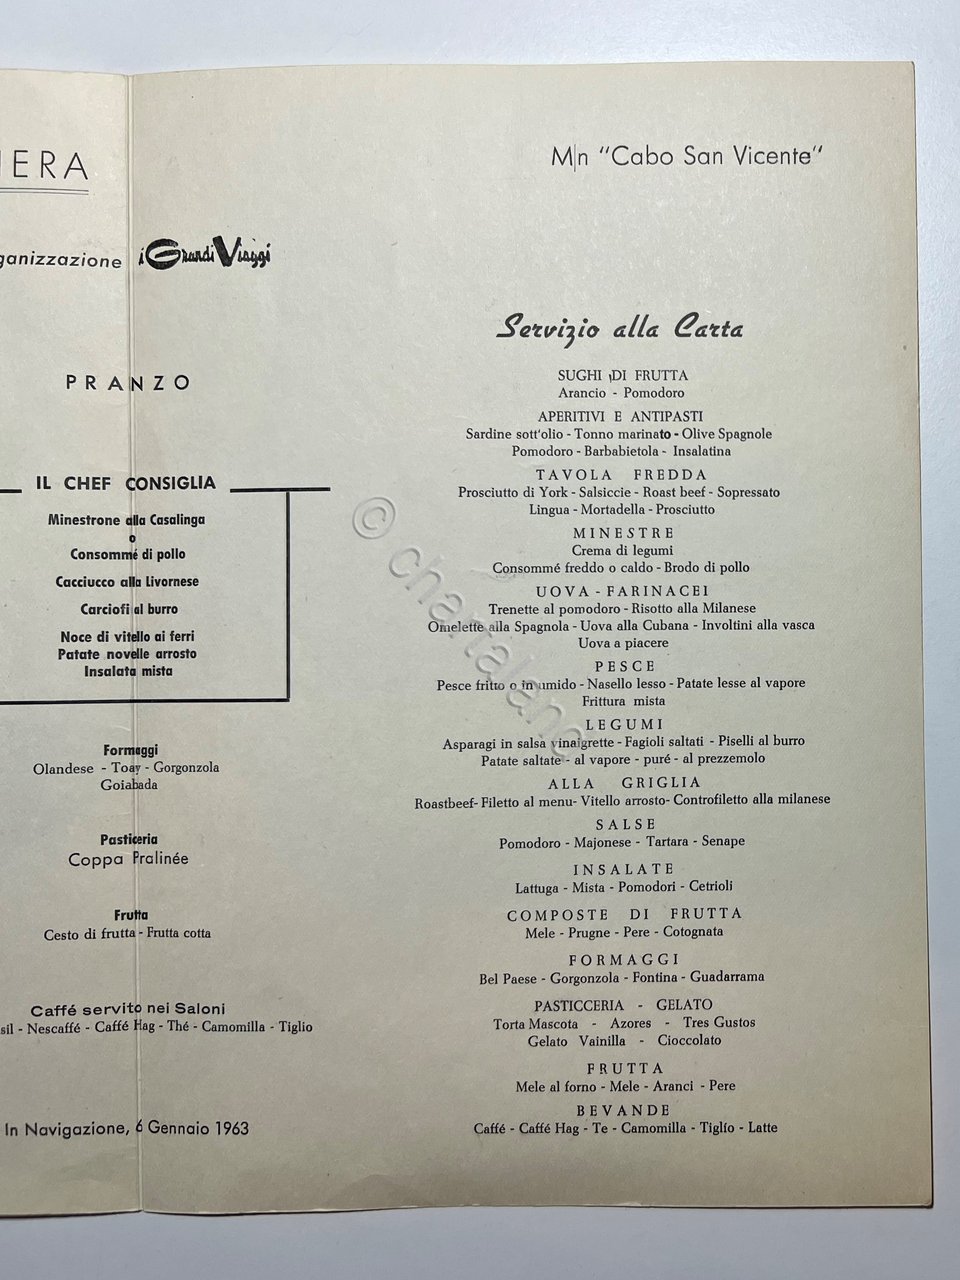 IERA
ganizzazione i Grandi Viaggi
PRANZO
IL CHEF CONSIGLIA
Minestrone alla Casalinga
o
Consommé di pollo
Cacciucco alla Livornese
Carciofi al burro
Noce di vitello ai ferri
Patate novelle arrosto
Insalata mista
Formaggi
Olandese - Toay - Gorgonzola
Goiabada
Pasticeria
Coppa Pralinée
Frutta
Cesto di frutta - Frutta cotta
Caffé servito nei Saloni
sil - Nescaffé - Caffé Hag - Thé - Camomilla - Tiglio
In Navigazione, 6 Gennaio 1963
M/n "Cabo San Vicente"
Servizio alla Carta
SUGHI DI FRUTTA
Arancio - Pomodoro
APERITIVI E ANTIPASTI
Sardine sott'olio - Tonno marinato - Olive Spagnole
Pomodoro - Barbabietola - Insalatina
TAVOLA FREDDA
Prosciutto di York - Salsiccie - Roast beef - Sopressato
Lingua - Mortadella - Prosciutto
MINESTRE
Crema di legumi
Consommé freddo o caldo - Brodo di pollo
UOVA - FARINACEI
Trenette al pomodoro - Risotto alla Milanese
Omelette alla Spagnola - Uova alla Cubana - Involtini alla vasca
Uova a piacere
PESCE
Pesce fritto o in umido - Nasello lesso - Patate lesse al vapore
Frittura mista
LEGUMI
Asparagi in salsa vinaigrette - Fagioli saltati - Piselli al burro
Patate saltate - al vapore - puré - al prezzemolo
ALLA GRIGLIA
Roastbeef- Filetto al menu- Vitello arrosto- Controfiletto alla milanese
SALSE
Pomodoro - Majonese - Tartara - Senape
INSALATE
Lattuga - Mista - Pomodori - Cetrioli
COMPOSTE DI FRUTTA
Mele - Prugne - Pere - Cotognata
FORMAGGI
Bel Paese - Gorgonzola - Fontina - Guadarrama
PASTICCERIA - GELATO
Torta Mascota - Azores - Tres Gustos
Gelato Vainilla - Cioccolato
FRUTTA
Mele al forno - Mele - Aranci - Pere
BEVANDE
Caffé - Caffé Hag - Te - Camomilla - Tiglio - Latte